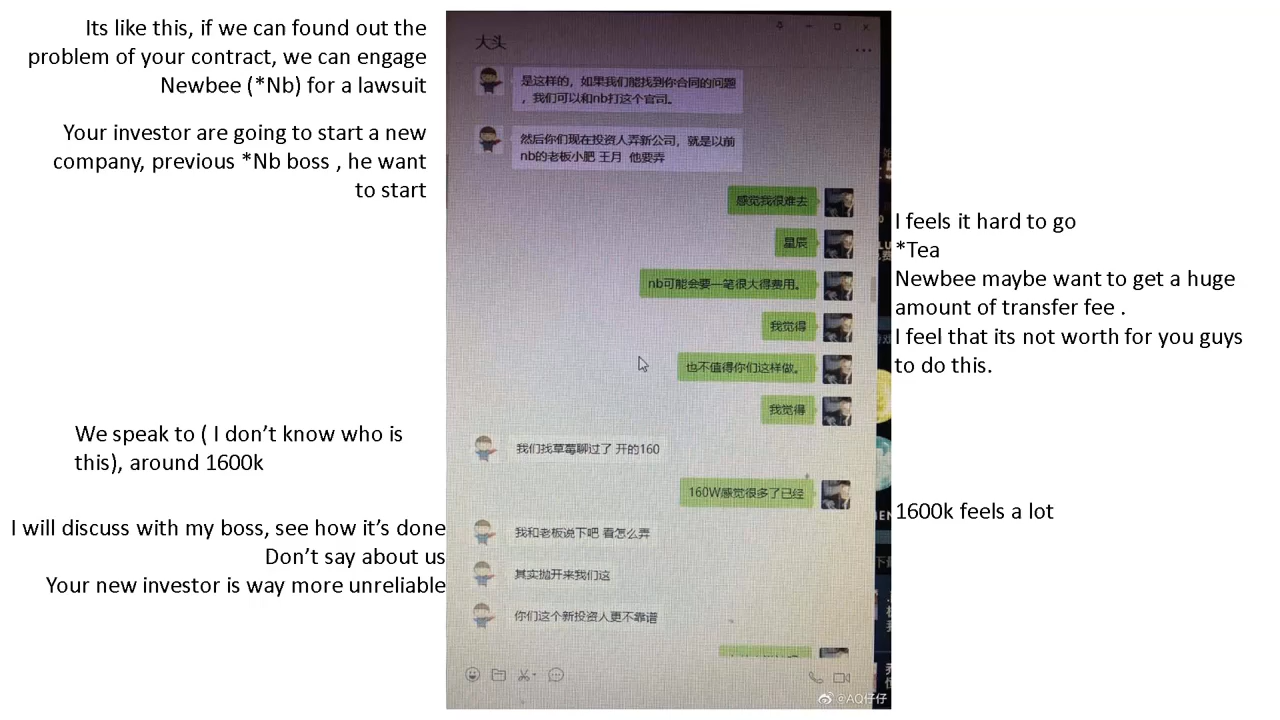 Its like this, if we can found out the
problem of your contract, we can engage
Newbee (*Nb) for a lawsuit
Your investor are going to start a new
company, previous *Nb boss , he want
to start
We speak to ( I don't know who is
this), around 1600k
I will discuss with my boss, see how it's done
Don't say about us
Your new investor is way more unreliable
大头
是这样的，如果我们能找到你合同的问题
，我们可以和nb打这个官司。
然后你们现在投资人弄新公司，就是以前
nb的老板小肥 王月 他要弄
感觉我很难去
星辰
nb可能会要一笔很大得费用。
我觉得
也不值得你们这样做。
我觉得
我们找草莓聊过了 开的160
160W感觉很多了已经
我和老板说下吧 看怎么弄
其实抛开来我们这
你们这个新投资人更不靠谱
@AQ仔仔
I feels it hard to go
*Tea
Newbee maybe want to get a huge
amount of transfer fee .
I feel that its not worth for you guys
to do this.
1600k feels a lot